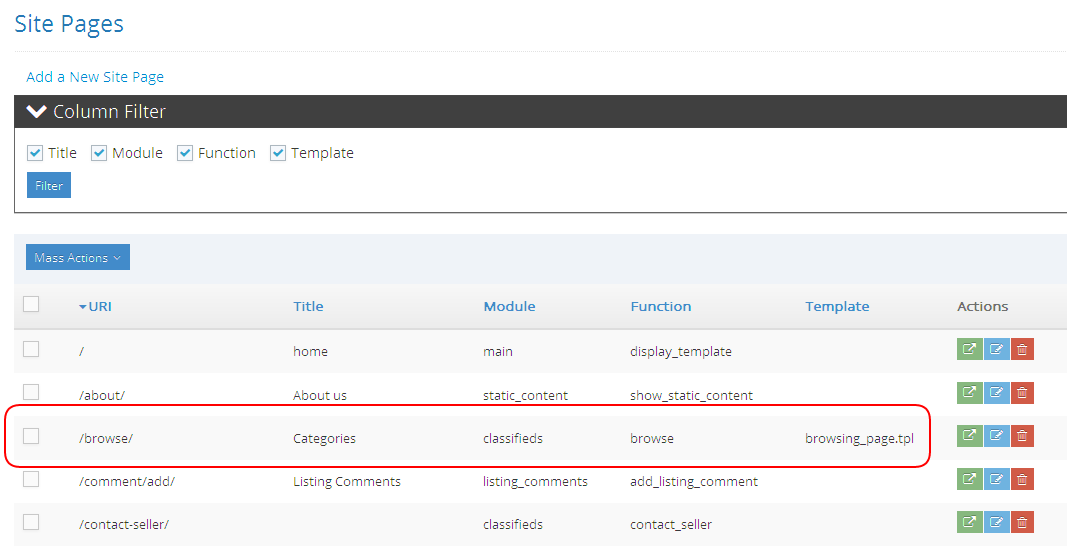 Site Pages
Add a New Site Page
Column Filter
Title Module Function Template
Filter
Mass Actions
URI Title Module Function Template Actions
/ home main display_template
/about/ About us static_content show_static_content
/browse/ Categories classifieds browse browsing_page.tpl
/comment/add/ Listing Comments listing_comments add_listing_comment
/contact-seller/ classifieds contact_seller